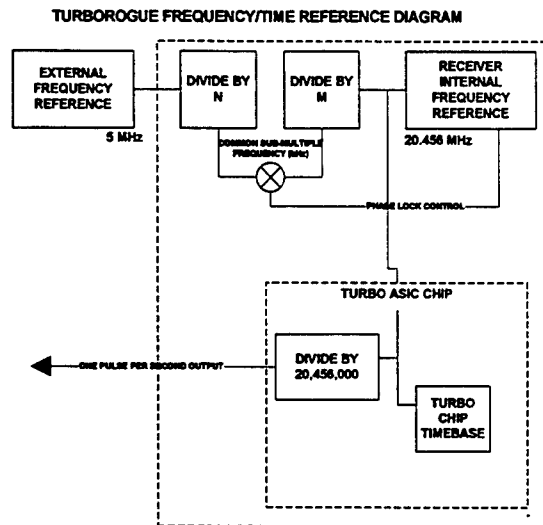 TURBOROGUE FREQUENCY/TIME REFERENCE DIAGRAM
EXTERNAL
FREQUENCY
REFERENCE
5 MHz
DIVIDE BY
N
DIVIDE BY
M
RECEIVER
INTERNAL
FREQUENCY
REFERENCE
20.456 MHz
COMMON SUB-MULTIPLE
FREQUENCY (kHz)
PHASE LOCK CONTROL
TURBO ASIC CHIP
ONE PULSE PER SECOND OUTPUT
DIVIDE BY
20,456,000
TURBO
CHIP
TIMEBASE